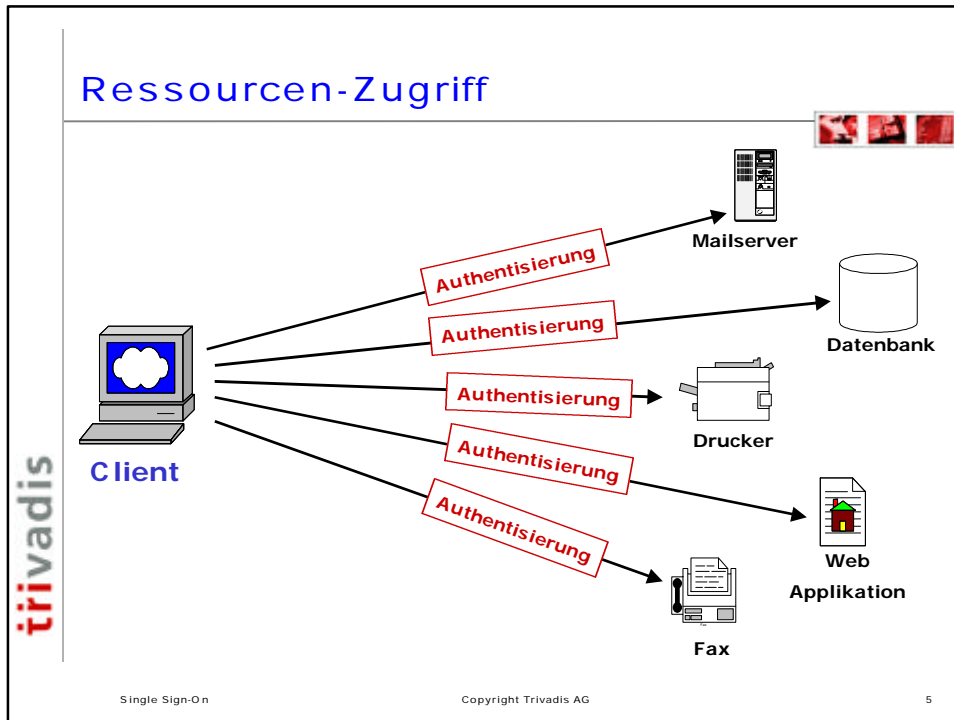 Ressourcen-Zugriff
Mailserver
Authentisierung
Authentisierung
Datenbank
Authentisierung
Drucker
Client
Authentisierung
Authentisierung
Web
Applikation
Fax
trivadis
Single Sign-On
Copyright Trivadis AG
5